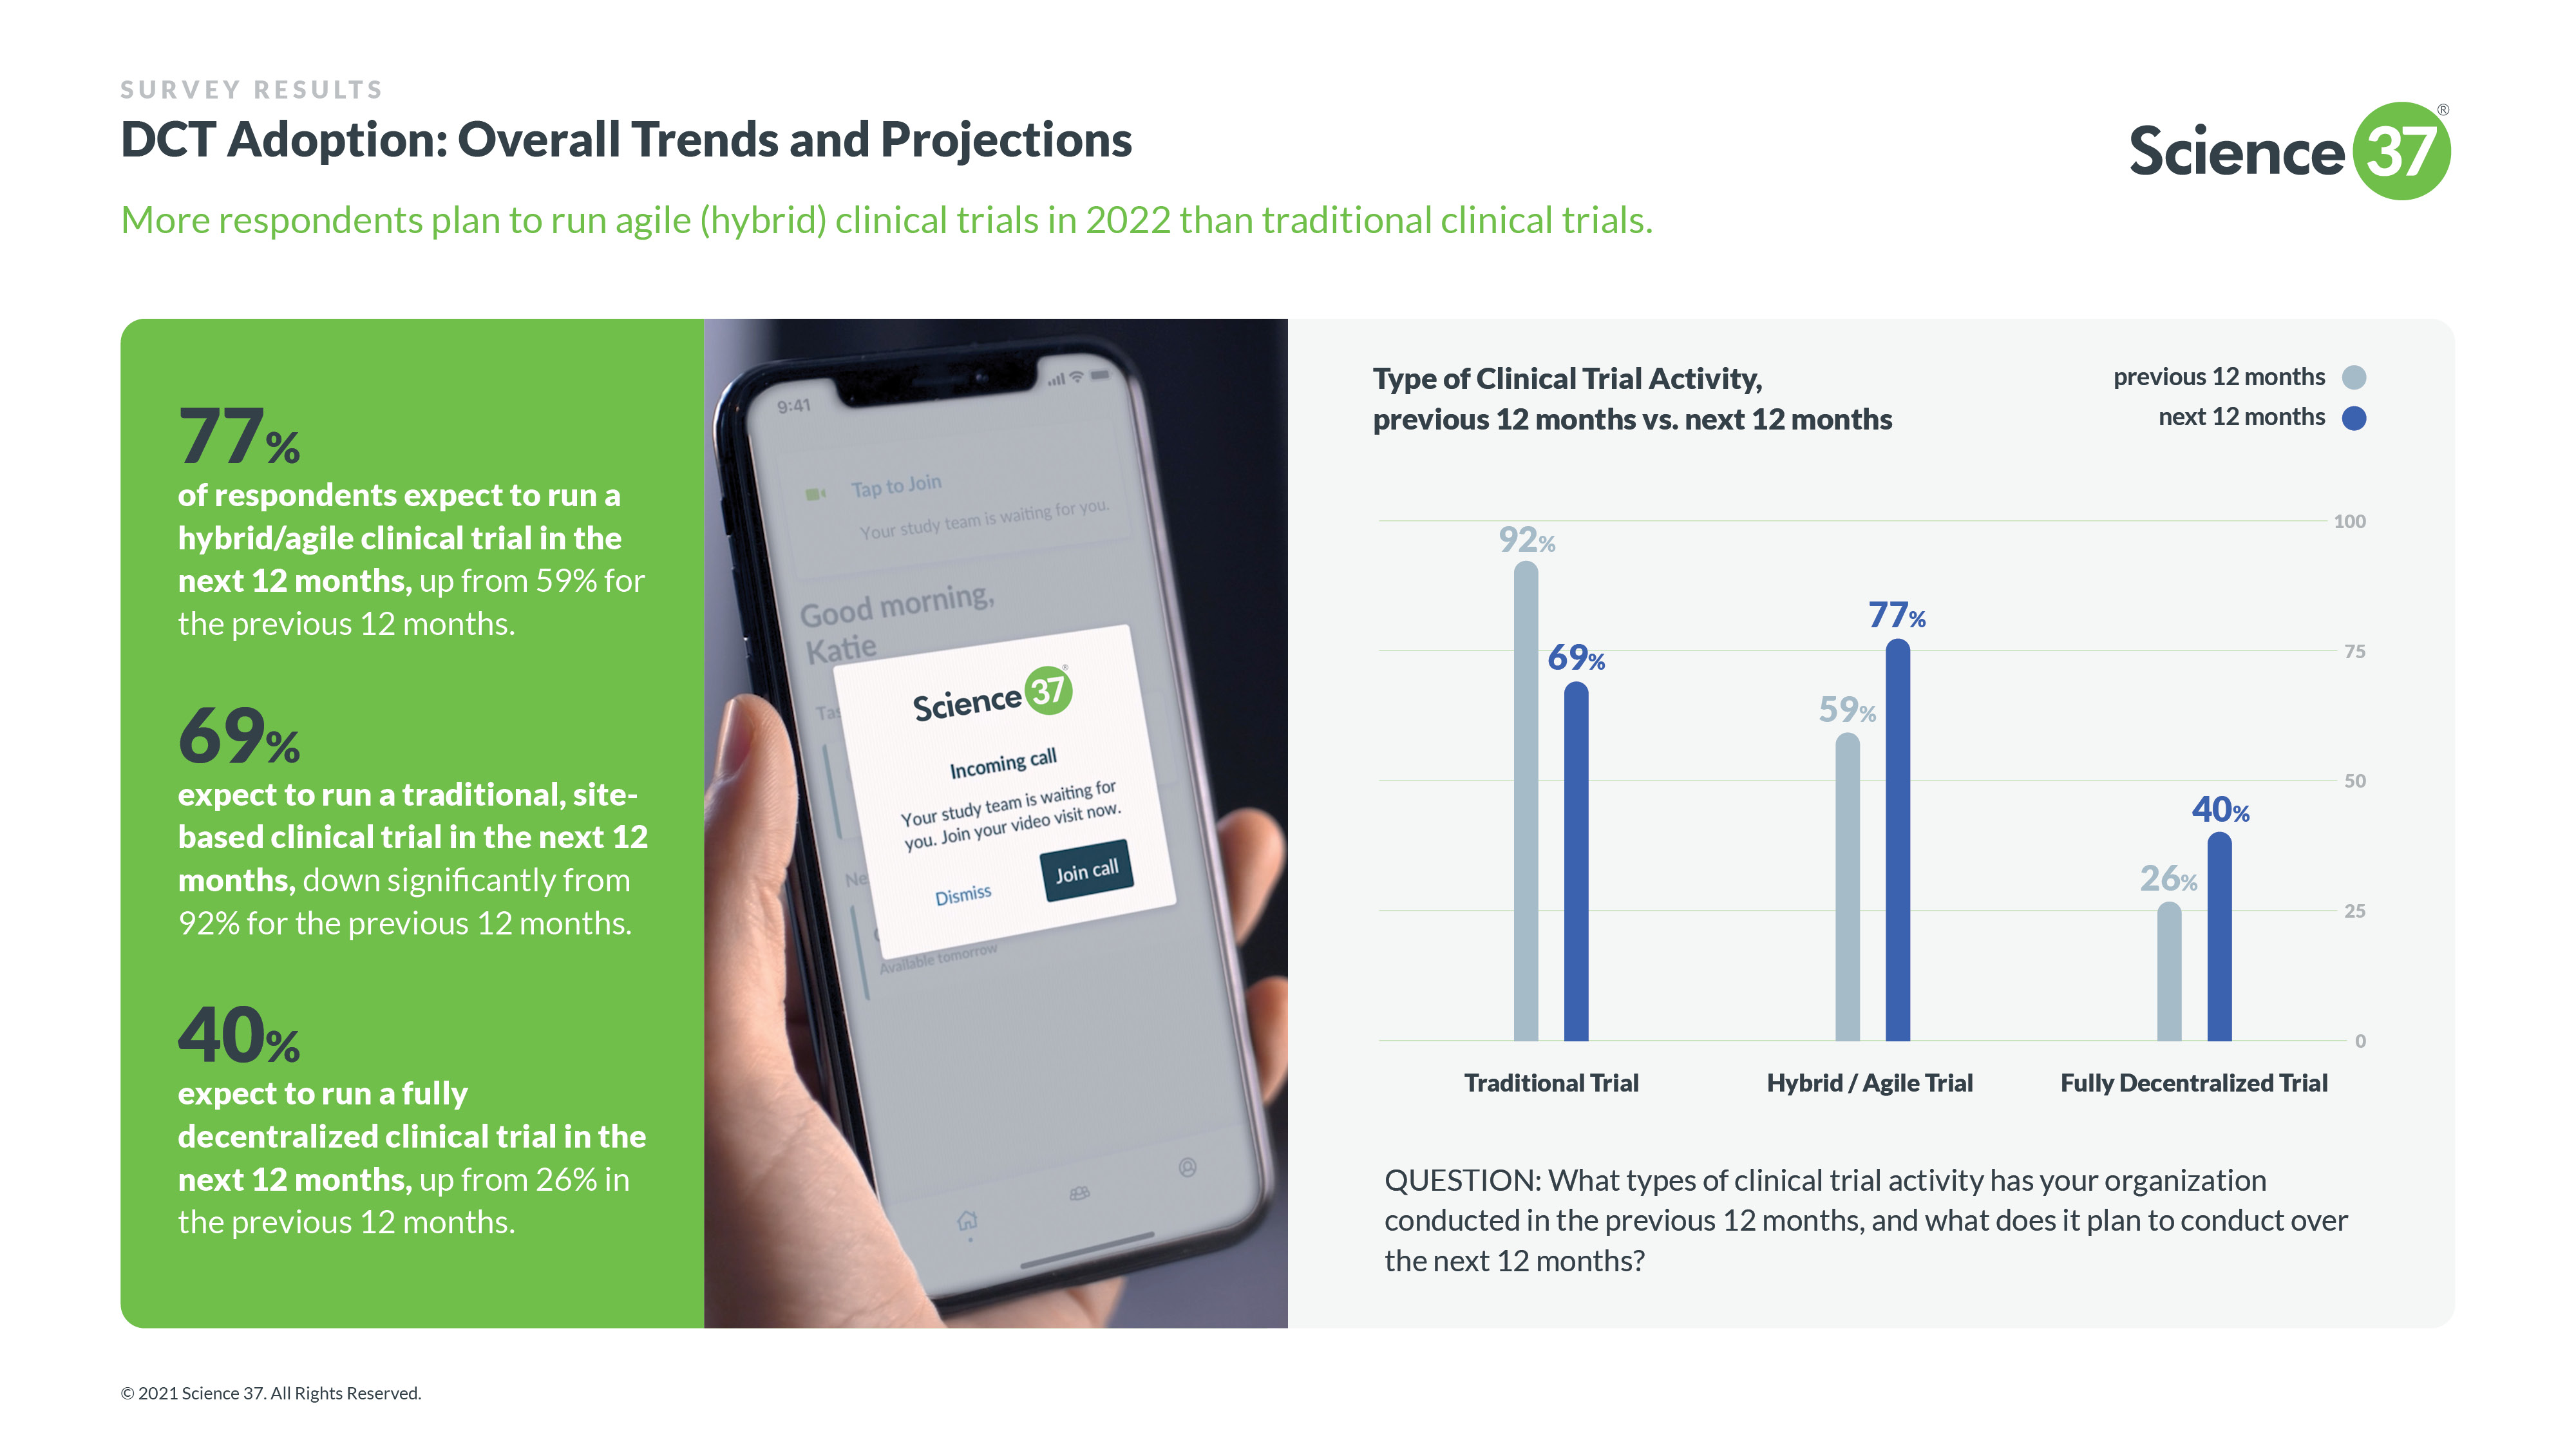 SURVEY RESULTS
DCT Adoption: Overall Trends and Projections
More respondents plan to run agile (hybrid) clinical trials in 2022 than traditional clinical trials.
Science 37®
77%
of respondents expect to run a
hybrid/agile clinical trial in the
next 12 months, up from 59% for
the previous 12 months.
69%
expect to run a traditional, site-
based clinical trial in the next 12
months, down significantly from
92% for the previous 12 months.
40%
expect to run a fully
decentralized clinical trial in the
next 12 months, up from 26% in
the previous 12 months.
9:41
Tap to Join
Your study team is waiting for you.
Good morning,
Katie
Science 37®
Incoming call
Your study team is waiting for
you. Join your video visit now.
Dismiss
Join call
Available tomorrow
Type of Clinical Trial Activity,
previous 12 months vs. next 12 months
previous 12 months
next 12 months
100
75
50
25
0
92%
69%
59%
77%
26%
40%
Traditional Trial
Hybrid / Agile Trial
Fully Decentralized Trial
QUESTION: What types of clinical trial activity has your organization
conducted in the previous 12 months, and what does it plan to conduct over
the next 12 months?
© 2021 Science 37. All Rights Reserved.